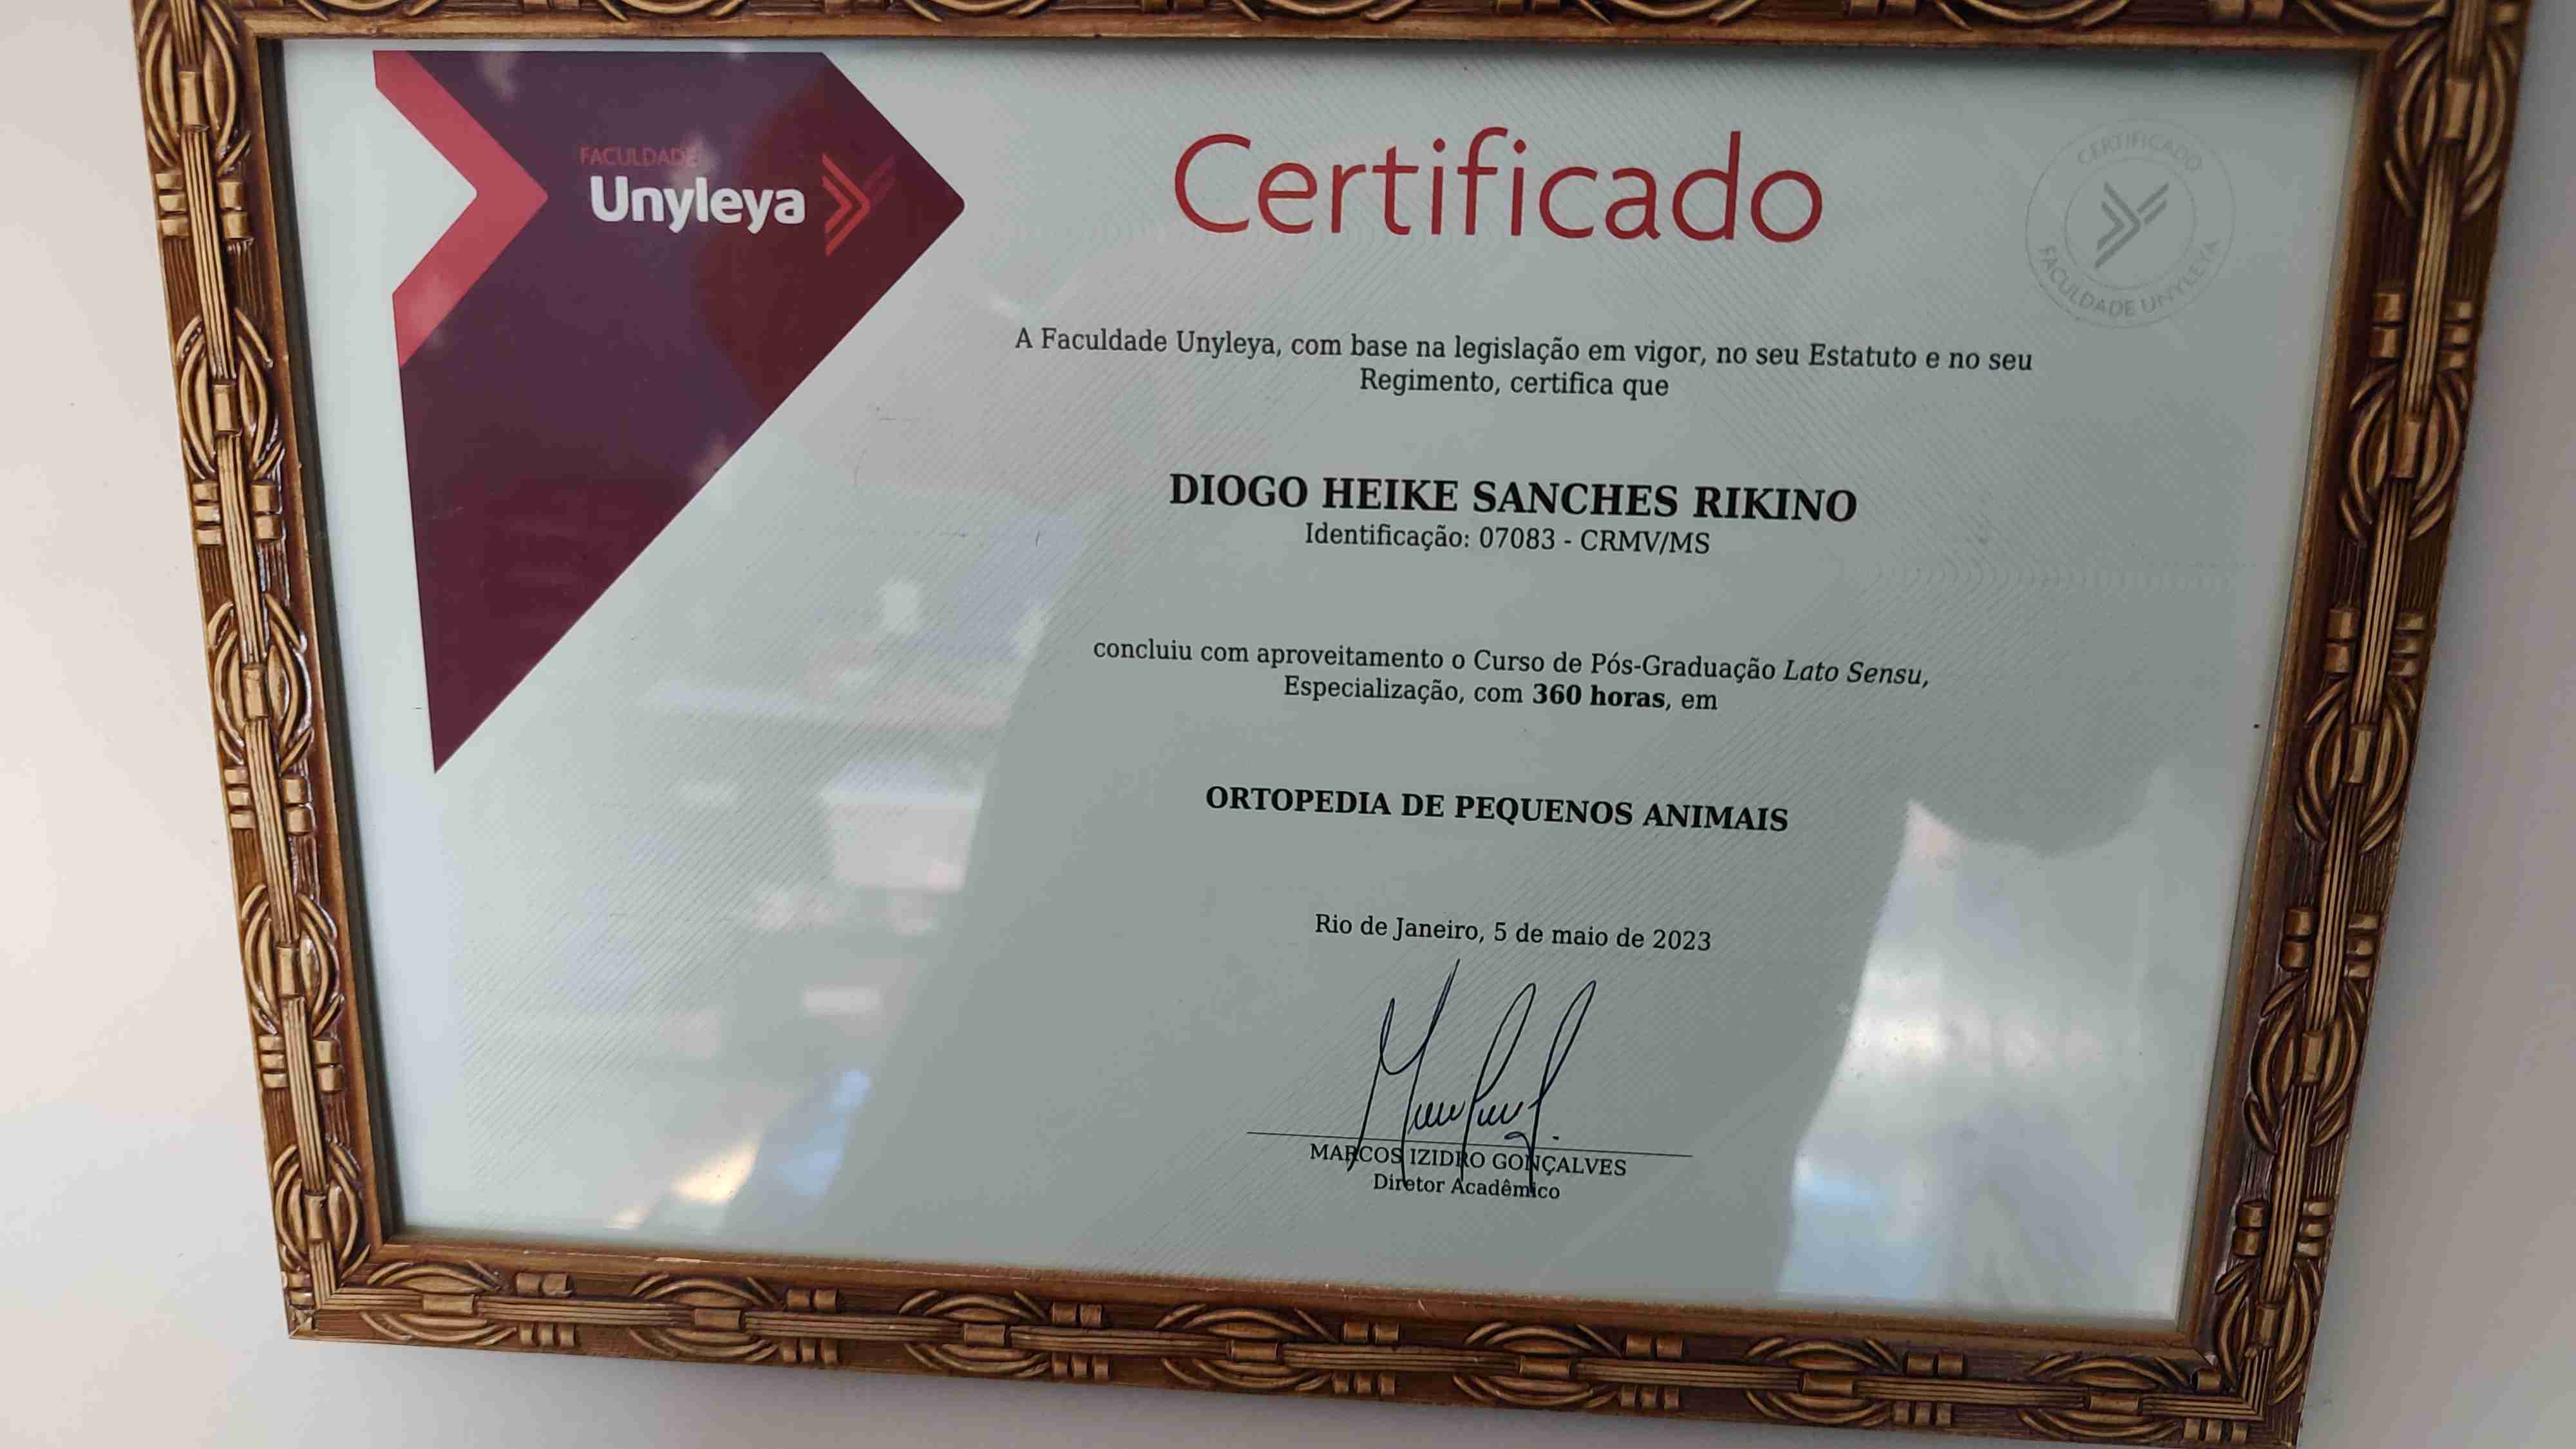 FACULDADE
Unyleya
Certificado
CERTIFICADO
FACULDADE UNYLEYA
A Faculdade Unyleya, com base na legislação em vigor, no seu Estatuto e no seu
Regimento, certifica que
DIOGO HEIKE SANCHES RIKINO
Identificação: 07083 - CRMV/MS
concluiu com aproveitamento o Curso de Pós-Graduação Lato Sensu,
Especialização, com 360 horas, em
ORTOPEDIA DE PEQUENOS ANIMAIS
Rio de Janeiro, 5 de maio de 2023
MARCOS IZIDRO GONÇALVES
Diretor Acadêmico